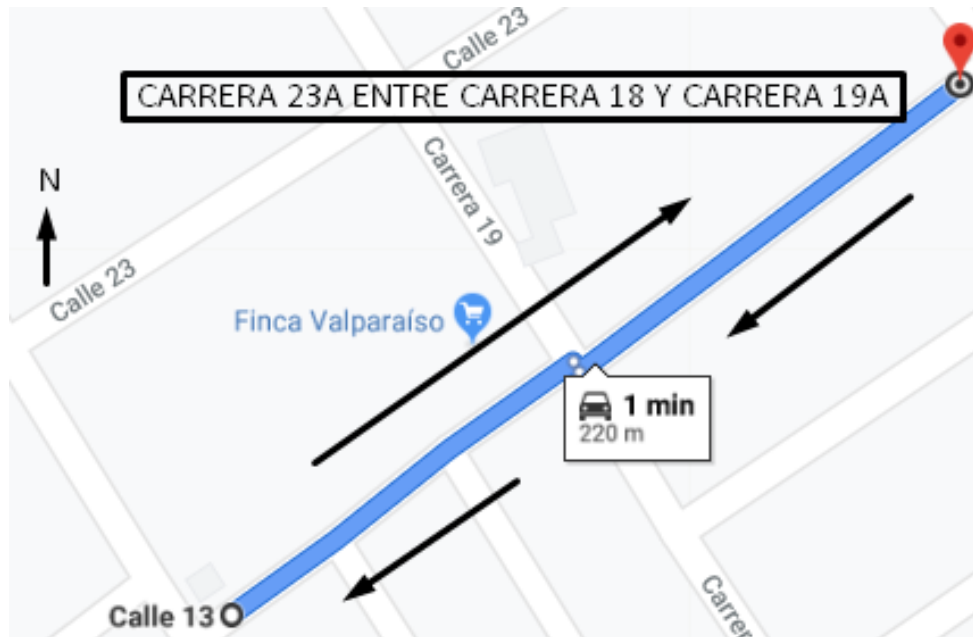 Calle 23
CARRERA 23A ENTRE CARRERA 18 Y CARRERA 19A
Carrera 19
N
Calle 23
Finca Valparaíso
1 min
220 m
Calle 13
Carrer